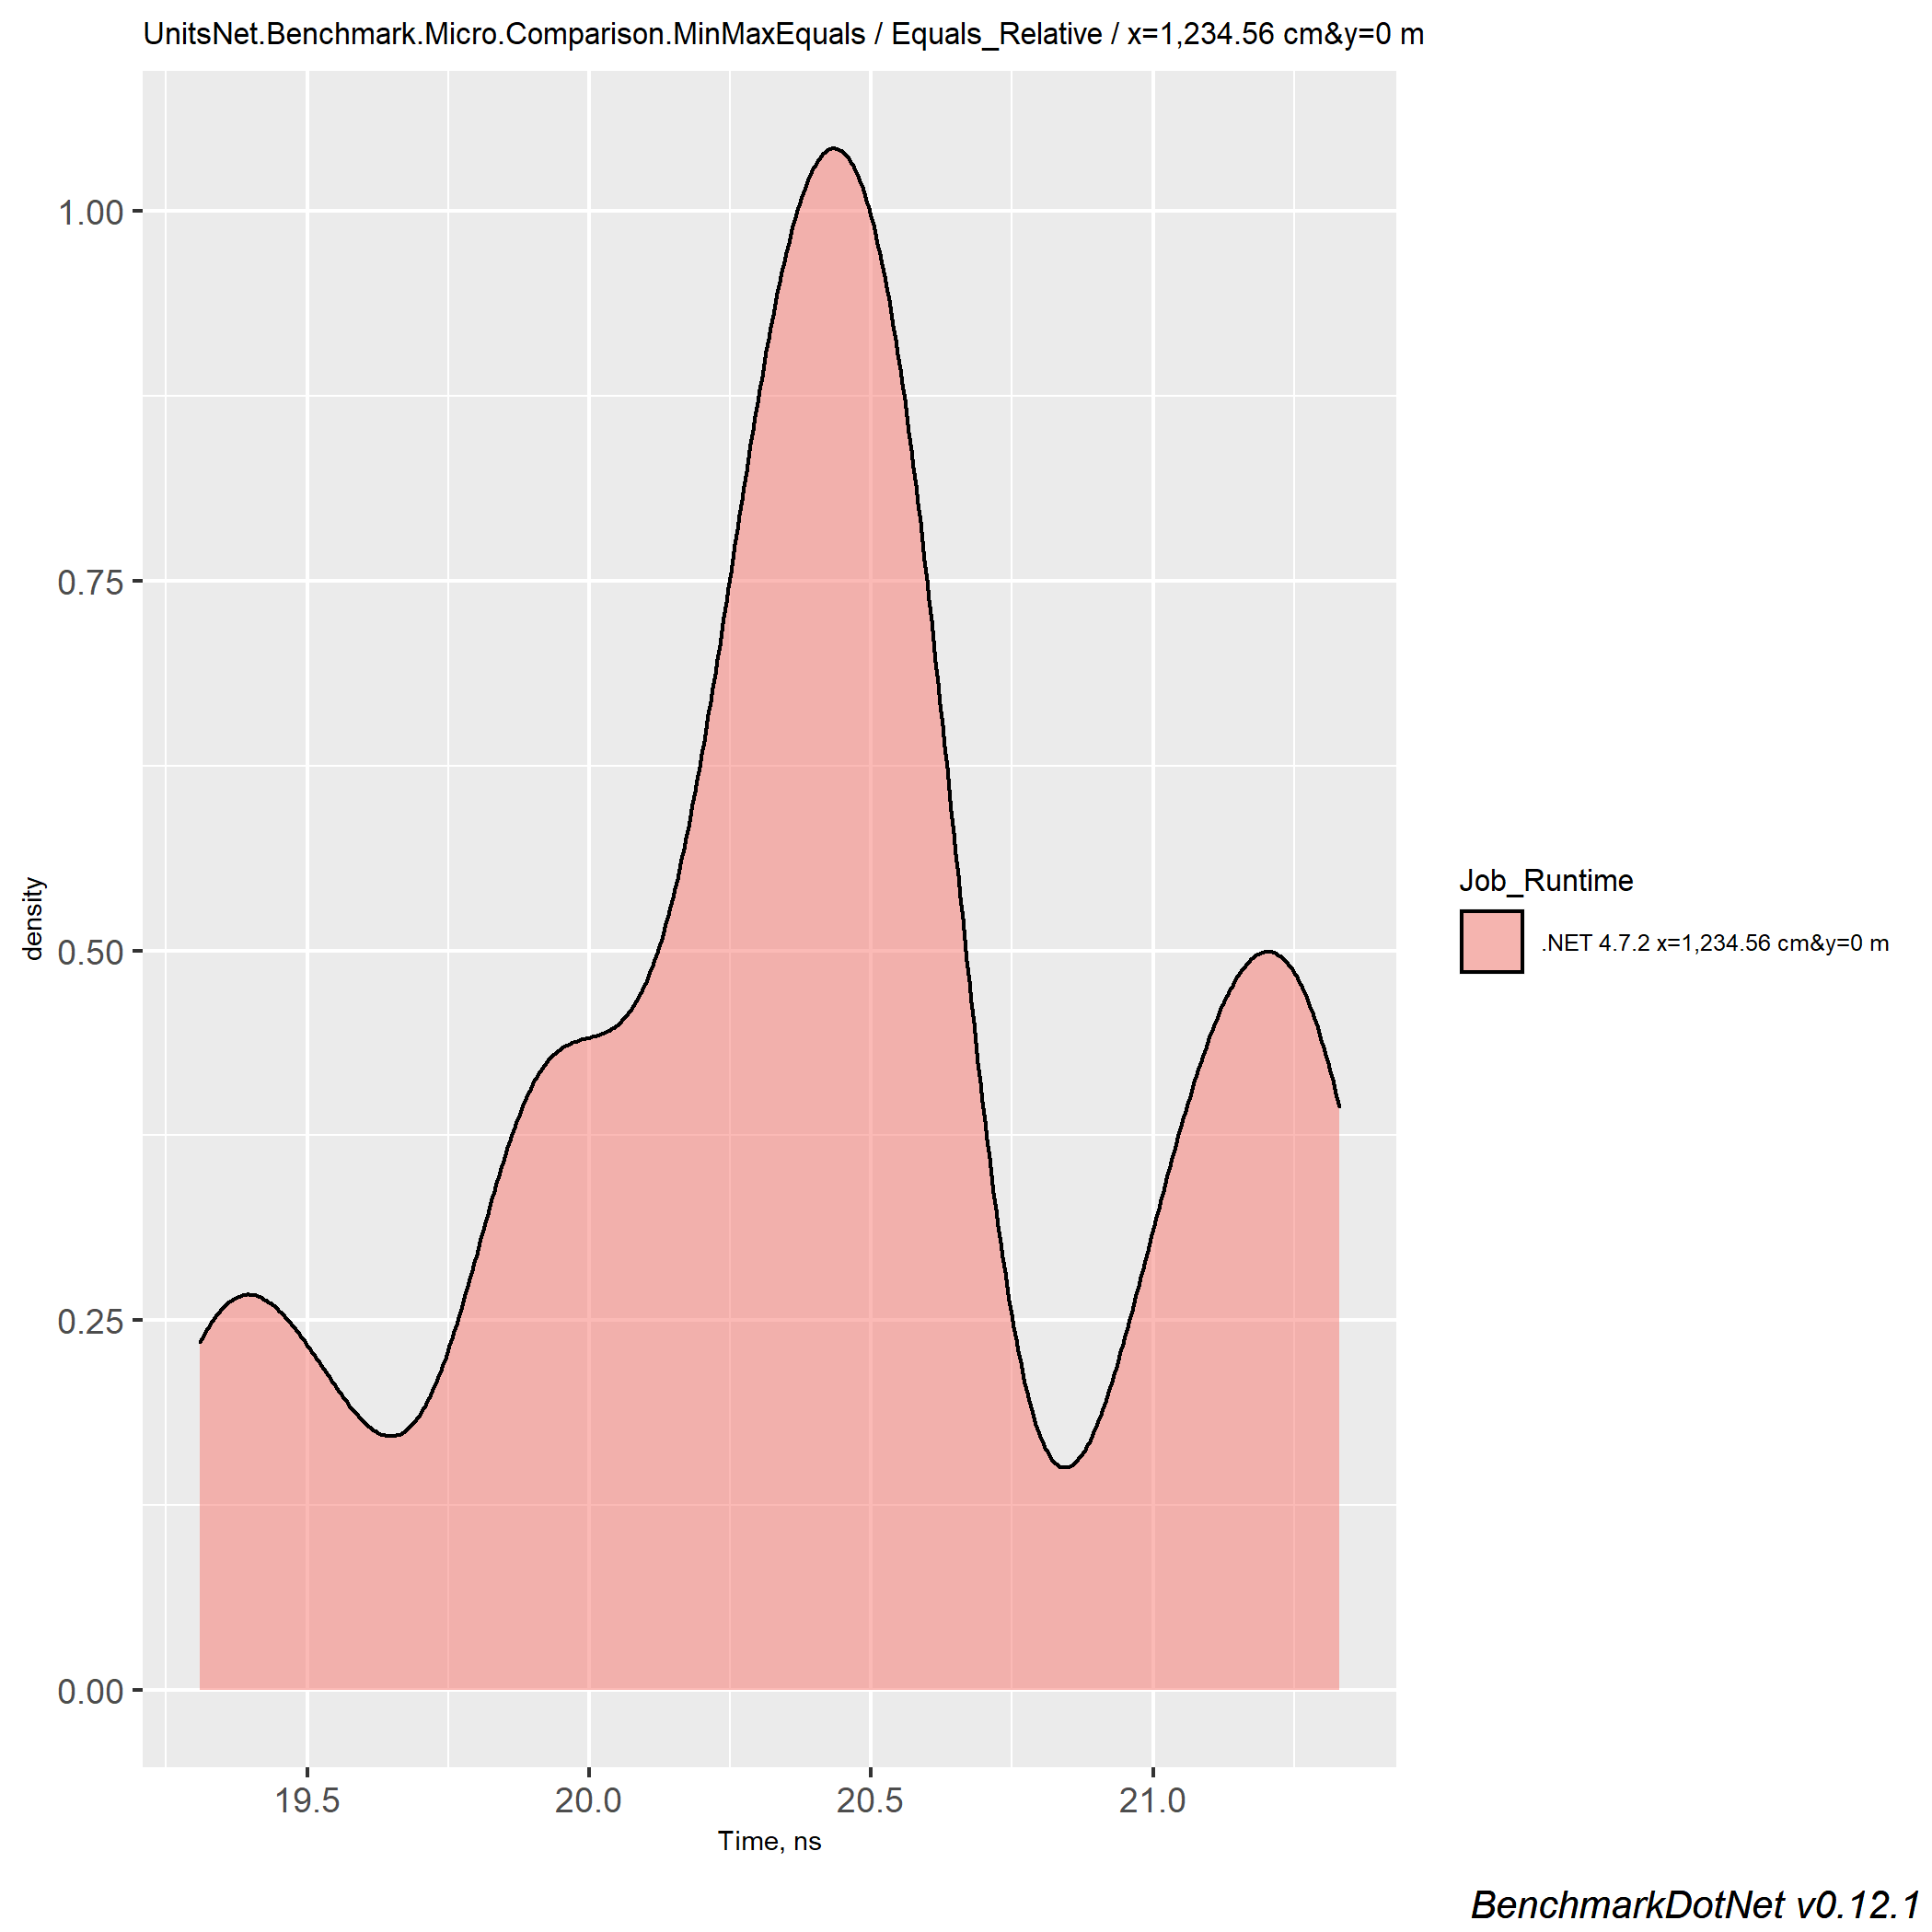 UnitsNet.Benchmark.Micro.Comparison.MinMaxEquals / Equals_Relative / x=1,234.56 cm&y=0 m
1.00
0.75
0.50
0.25
0.00
density
19.5 20.0 20.5 21.0
Time, ns
Job_Runtime
.NET 4.7.2 x=1,234.56 cm&y=0 m
BenchmarkDotNet v0.12.1